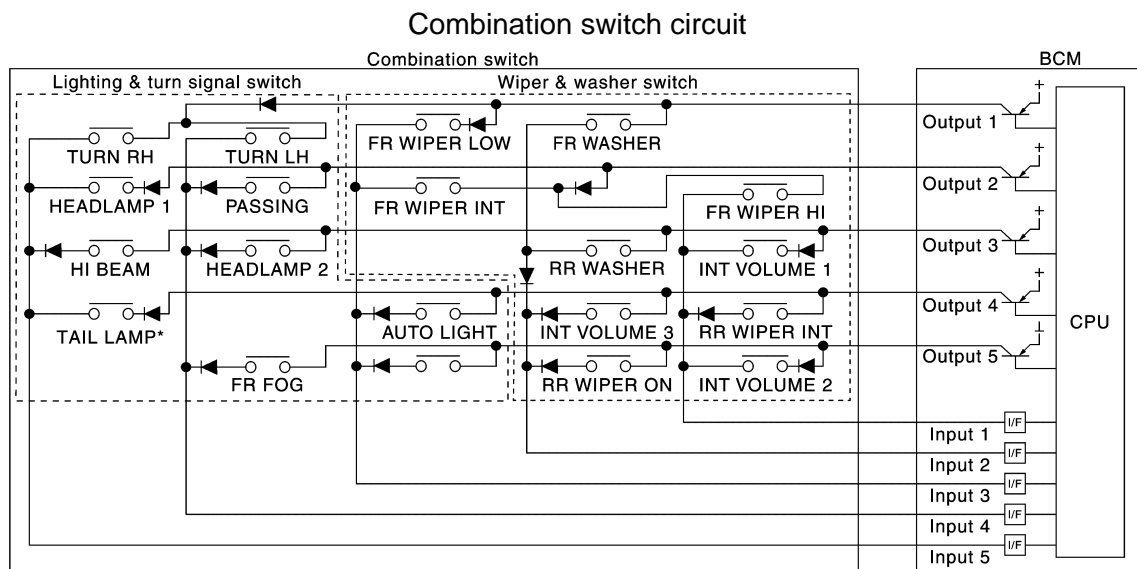 Combination switch circuit
Combination switch
BCM
Lighting & turn signal switch
Wiper & washer switch
+
Output 1
TURN RH
TURN LH
FR WIPER LOW
FR WASHER
+
Output 2
HEADLAMP 1
PASSING
FR WIPER INT
FR WIPER HI
+
Output 3
HI BEAM
HEADLAMP 2
RR WASHER
INT VOLUME 1
+
Output 4
TAIL LAMP*
AUTO LIGHT
INT VOLUME 3
RR WIPER INT
CPU
Output 5
FR FOG
RR WIPER ON
INT VOLUME 2
I/F
Input 1
I/F
Input 2
I/F
Input 3
I/F
Input 4
I/F
Input 5